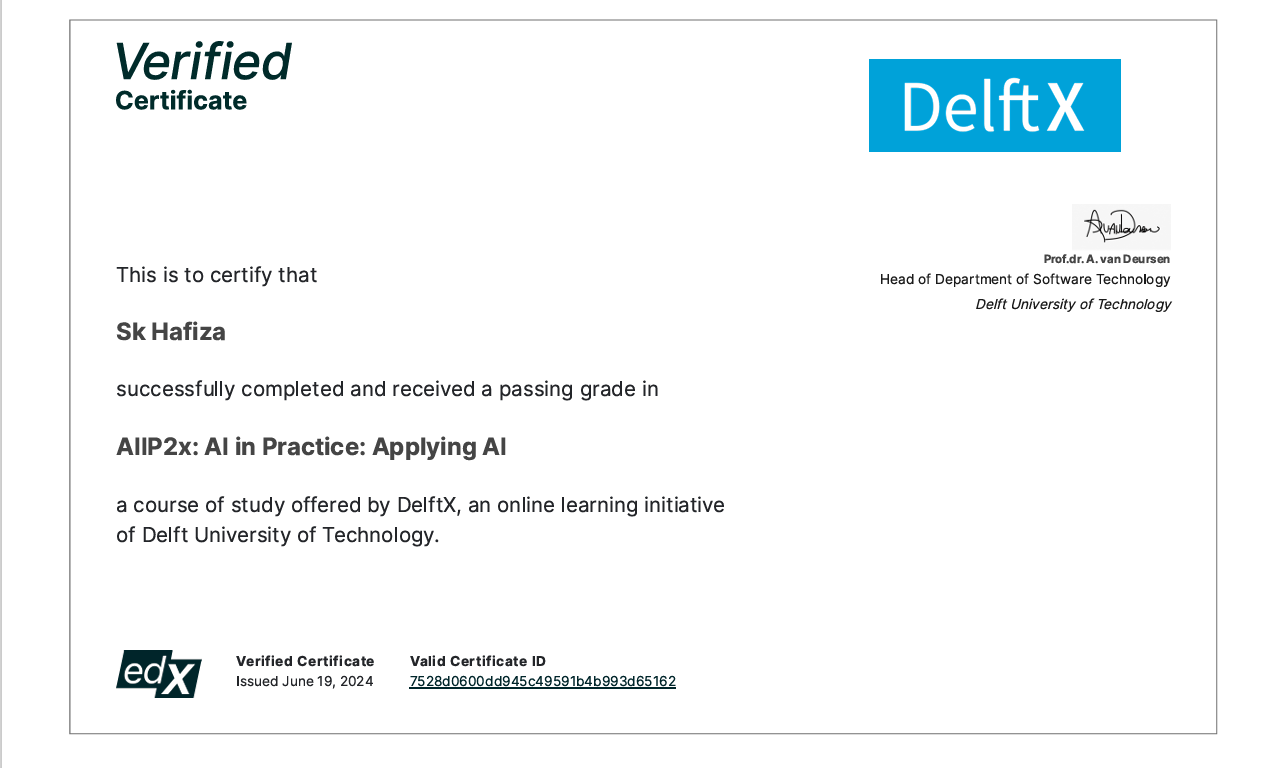 Verified
Certificate
DelftX
Prof.dr. A. van Deursen
Head of Department of Software Technology
Delft University of Technology
This is to certify that
Sk Hafiza
successfully completed and received a passing grade in
AIIP2x: AI in Practice: Applying AI
a course of study offered by DelftX, an online learning initiative
of Delft University of Technology.
edX
Verified Certificate
Issued June 19, 2024
Valid Certificate ID
7528d0600dd945c49591b4b993d65162